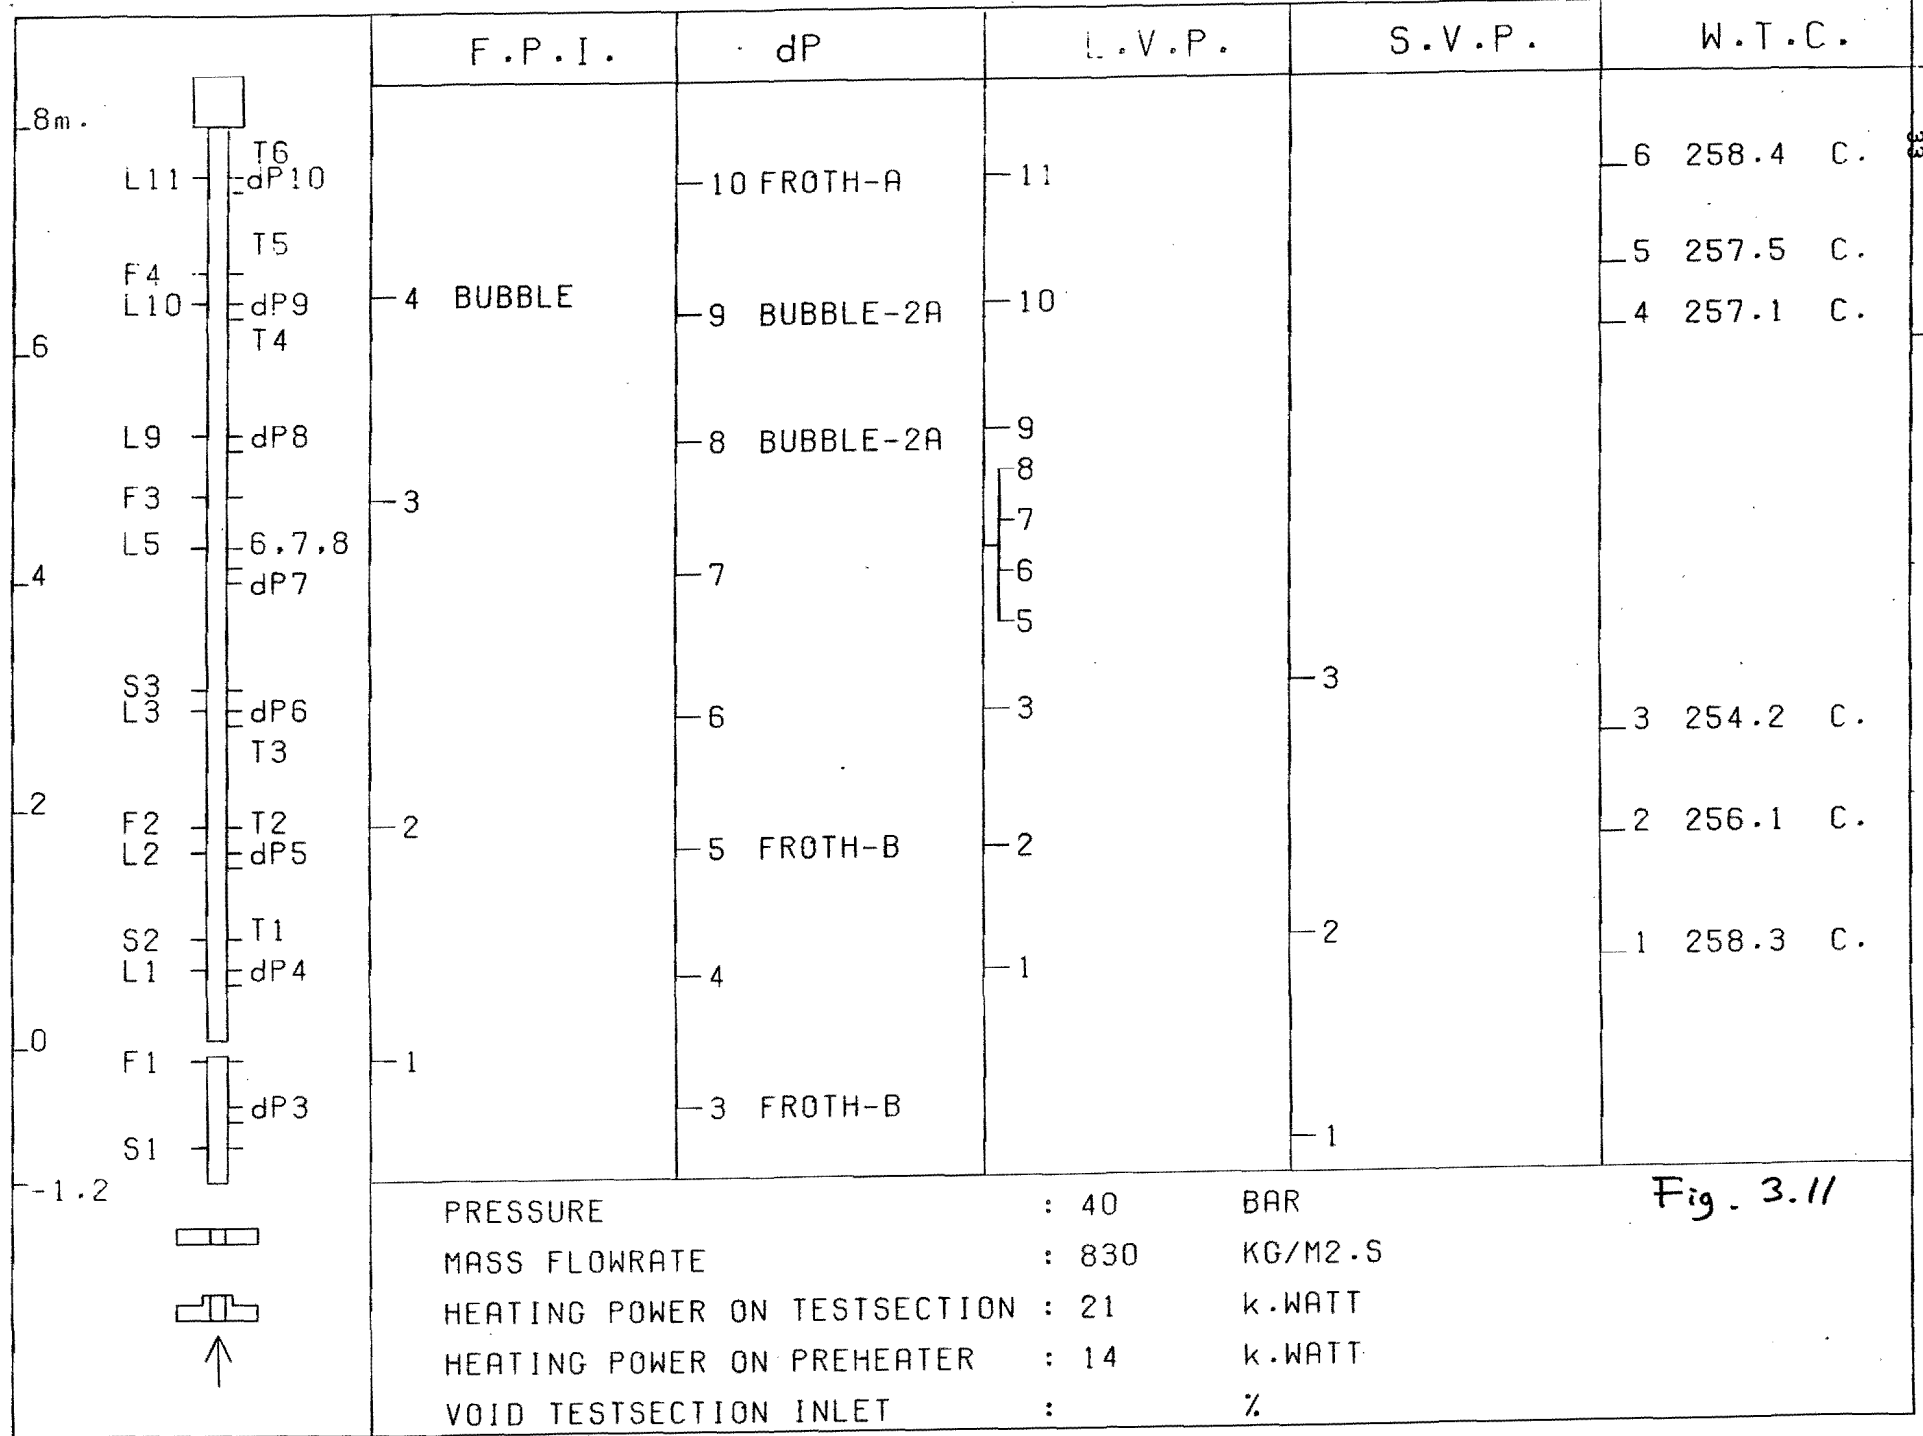 F.P.I. dP L.V.P. S.V.P. W.T.C.
8m.
T6
L11 dP10
T5
F4
L10 dP9
T4
6
L9 dP8
F3
L5 6,7,8
4
dP7
S3
L3 dP6
T3
2
F2 T2
L2 dP5
S2 T1
L1 dP4
0
F1
dP3
S1
-1.2
4 BUBBLE
3
2
1
10 FROTH-A
9 BUBBLE-2A
8 BUBBLE-2A
7
6
5 FROTH-B
4
3 FROTH-B
11
10
9
8
7
6
5
3
2
1
3
2
1
6 258.4 C.
5 257.5 C.
4 257.1 C.
3 254.2 C.
2 256.1 C.
1 258.3 C.
33
PRESSURE : 40 BAR
MASS FLOWRATE : 830 KG/M2.S
HEATING POWER ON TESTSECTION : 21 k.WATT
HEATING POWER ON PREHEATER : 14 k.WATT
VOID TESTSECTION INLET : %
Fig. 3.11